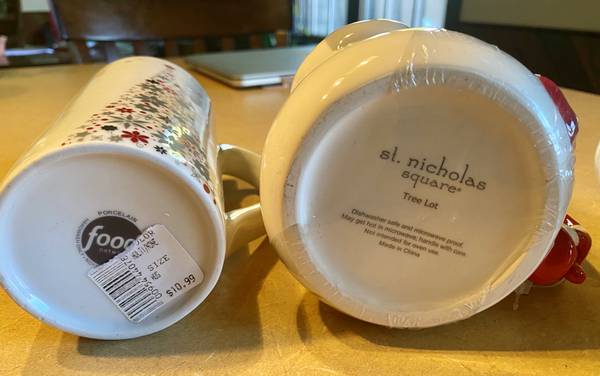 PORCELAIN
foo
SIZE
$10.99
st. nicholas
square®
Tree Lot
Dishwasher safe and microwave proof.
May get hot in microwave; handle with care.
Not intended for oven use.
Made in China